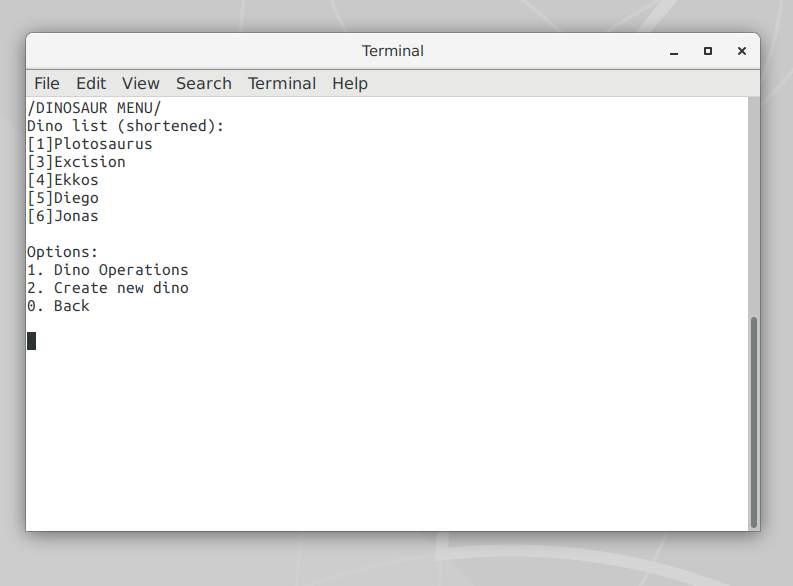 Terminal
File Edit View Search Terminal Help
/DINOSAUR MENU/
Dino list (shortened):
[1]Plotosaurus
[3]Excision
[4]Ekkos
[5]Diego
[6]Jonas
Options:
1. Dino Operations
2. Create new dino
0. Back